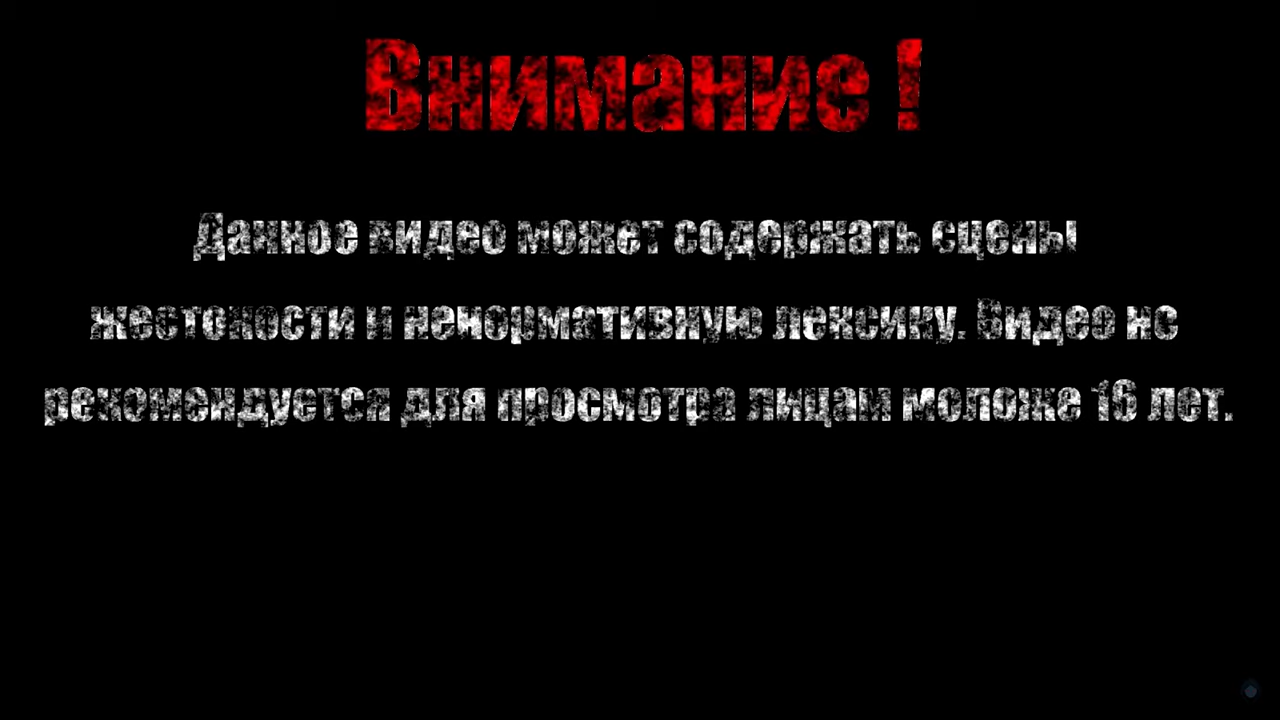 Внимание !
Данное видео может содержать сцены
жестокости и ненормативную лексику. Видео не
рекомендуется для просмотра лицам моложе 16 лет.